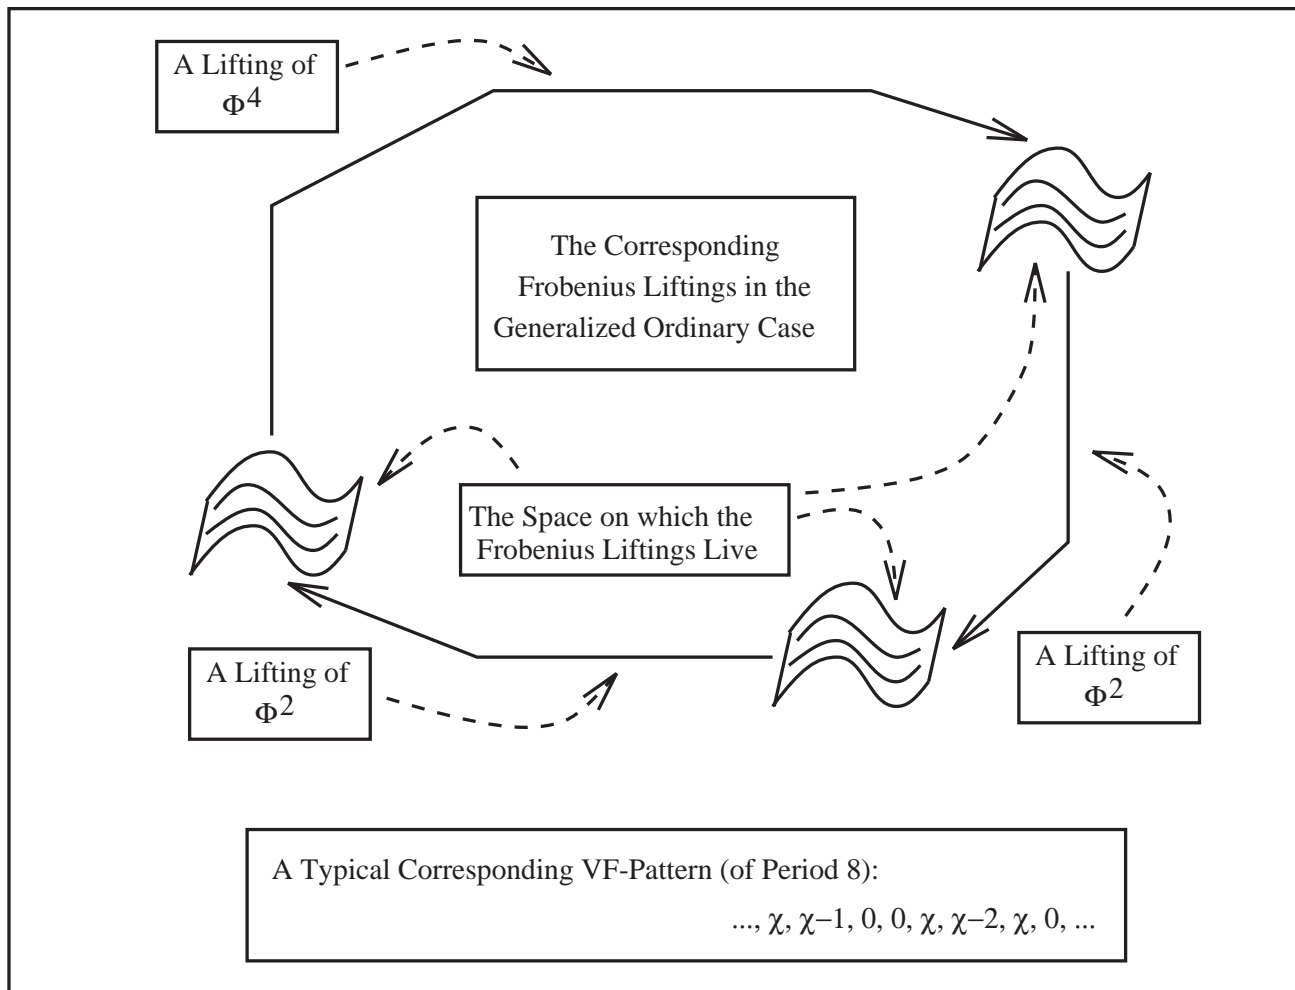 A Lifting of
Φ4
The Corresponding
Frobenius Liftings in the
Generalized Ordinary Case
The Space on which the
Frobenius Liftings Live
A Lifting of
Φ2
A Lifting of
Φ2
A Typical Corresponding VF-Pattern (of Period 8):
..., χ, χ−1, 0, 0, χ, χ−2, χ, 0, ...